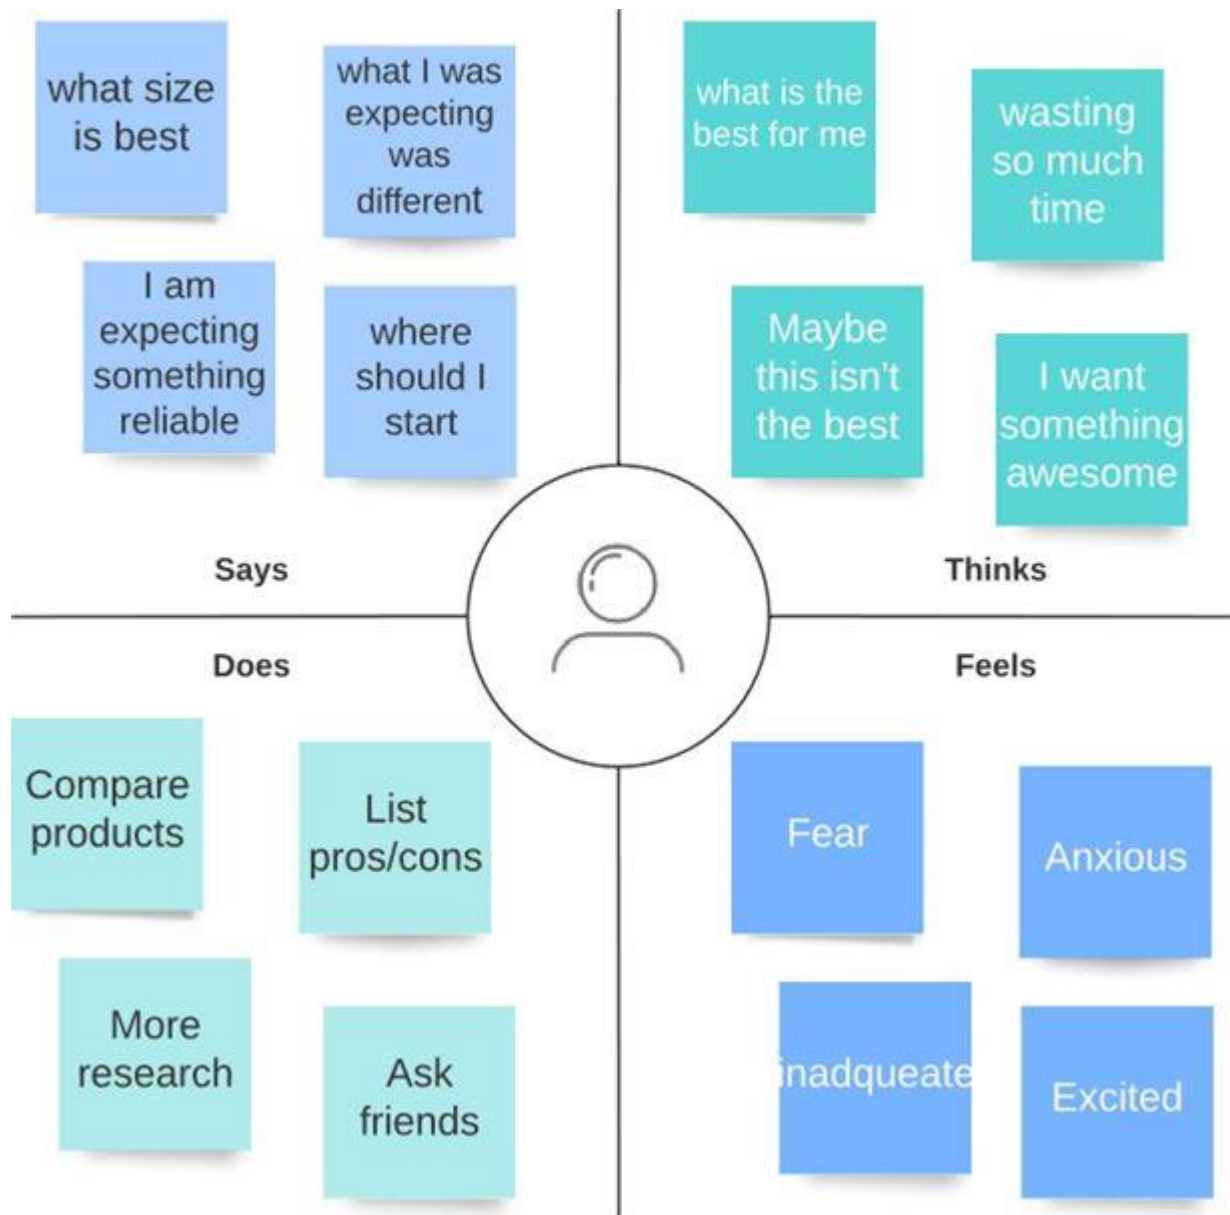 what size
is best
what I was
expecting
was
different
I am
expecting
something
reliable
where
should I
start
Says
what is the
best for me
wasting
so much
time
Maybe
this isn't
the best
I want
something
awesome
Thinks
Does
Compare
products
List
pros/cons
More
research
Ask
friends
Feels
Fear
Anxious
inadqueate
Excited